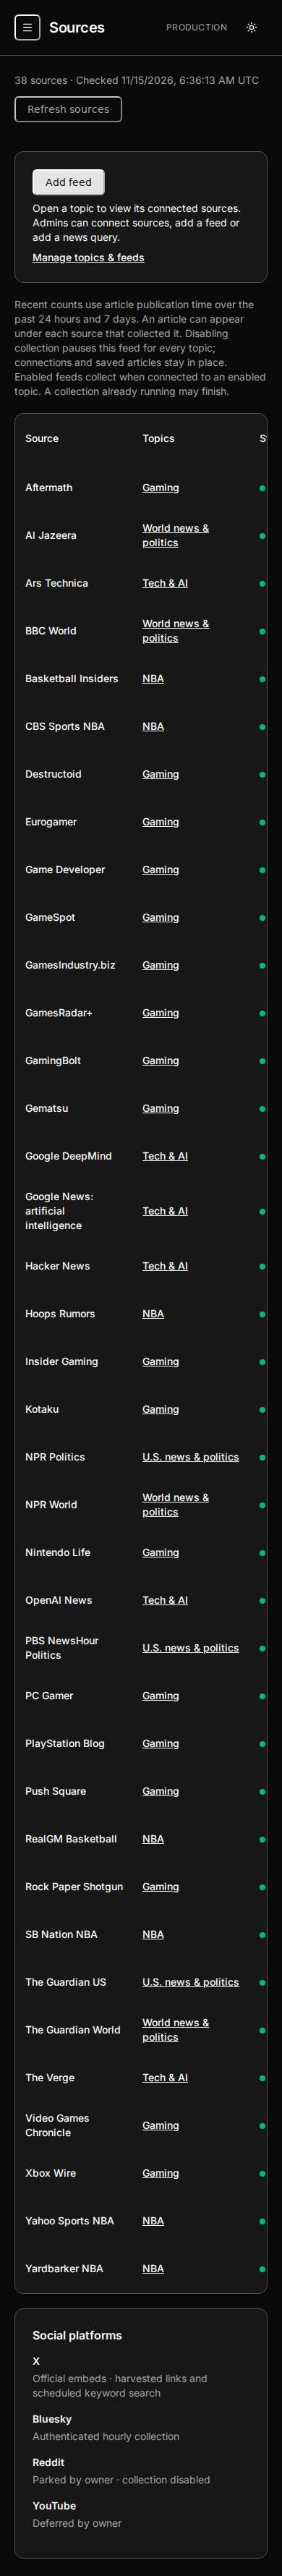 Sources
PRODUCTION
38 sources · Checked 11/15/2026, 6:36:13 AM UTC
Refresh sources
Add feed
Open a topic to view its connected sources.
Admins can connect sources, add a feed or
add a news query.
Manage topics & feeds
Recent counts use article publication time over the
past 24 hours and 7 days. An article can appear
under each source that collected it. Disabling
collection pauses this feed for every topic;
connections and saved articles stay in place.
Enabled feeds collect when connected to an enabled
topic. A collection already running may finish.
Source Topics
Aftermath Gaming
Al Jazeera World news &
politics
Ars Technica Tech & AI
BBC World World news &
politics
Basketball Insiders NBA
CBS Sports NBA NBA
Destructoid Gaming
Eurogamer Gaming
Game Developer Gaming
GameSpot Gaming
GamesIndustry.biz Gaming
GamesRadar+ Gaming
GamingBolt Gaming
Gematsu Gaming
Google DeepMind Tech & AI
Google News:
artificial
intelligence Tech & AI
Hacker News Tech & AI
Hoops Rumors NBA
Insider Gaming Gaming
Kotaku Gaming
NPR Politics U.S. news & politics
NPR World World news &
politics
Nintendo Life Gaming
OpenAI News Tech & AI
PBS NewsHour
Politics U.S. news & politics
PC Gamer Gaming
PlayStation Blog Gaming
Push Square Gaming
RealGM Basketball NBA
Rock Paper Shotgun Gaming
SB Nation NBA NBA
The Guardian US U.S. news & politics
The Guardian World World news &
politics
The Verge Tech & AI
Video Games
Chronicle Gaming
Xbox Wire Gaming
Yahoo Sports NBA NBA
Yardbarker NBA NBA
Social platforms
X
Official embeds · harvested links and
scheduled keyword search
Bluesky
Authenticated hourly collection
Reddit
Parked by owner · collection disabled
YouTube
Deferred by owner